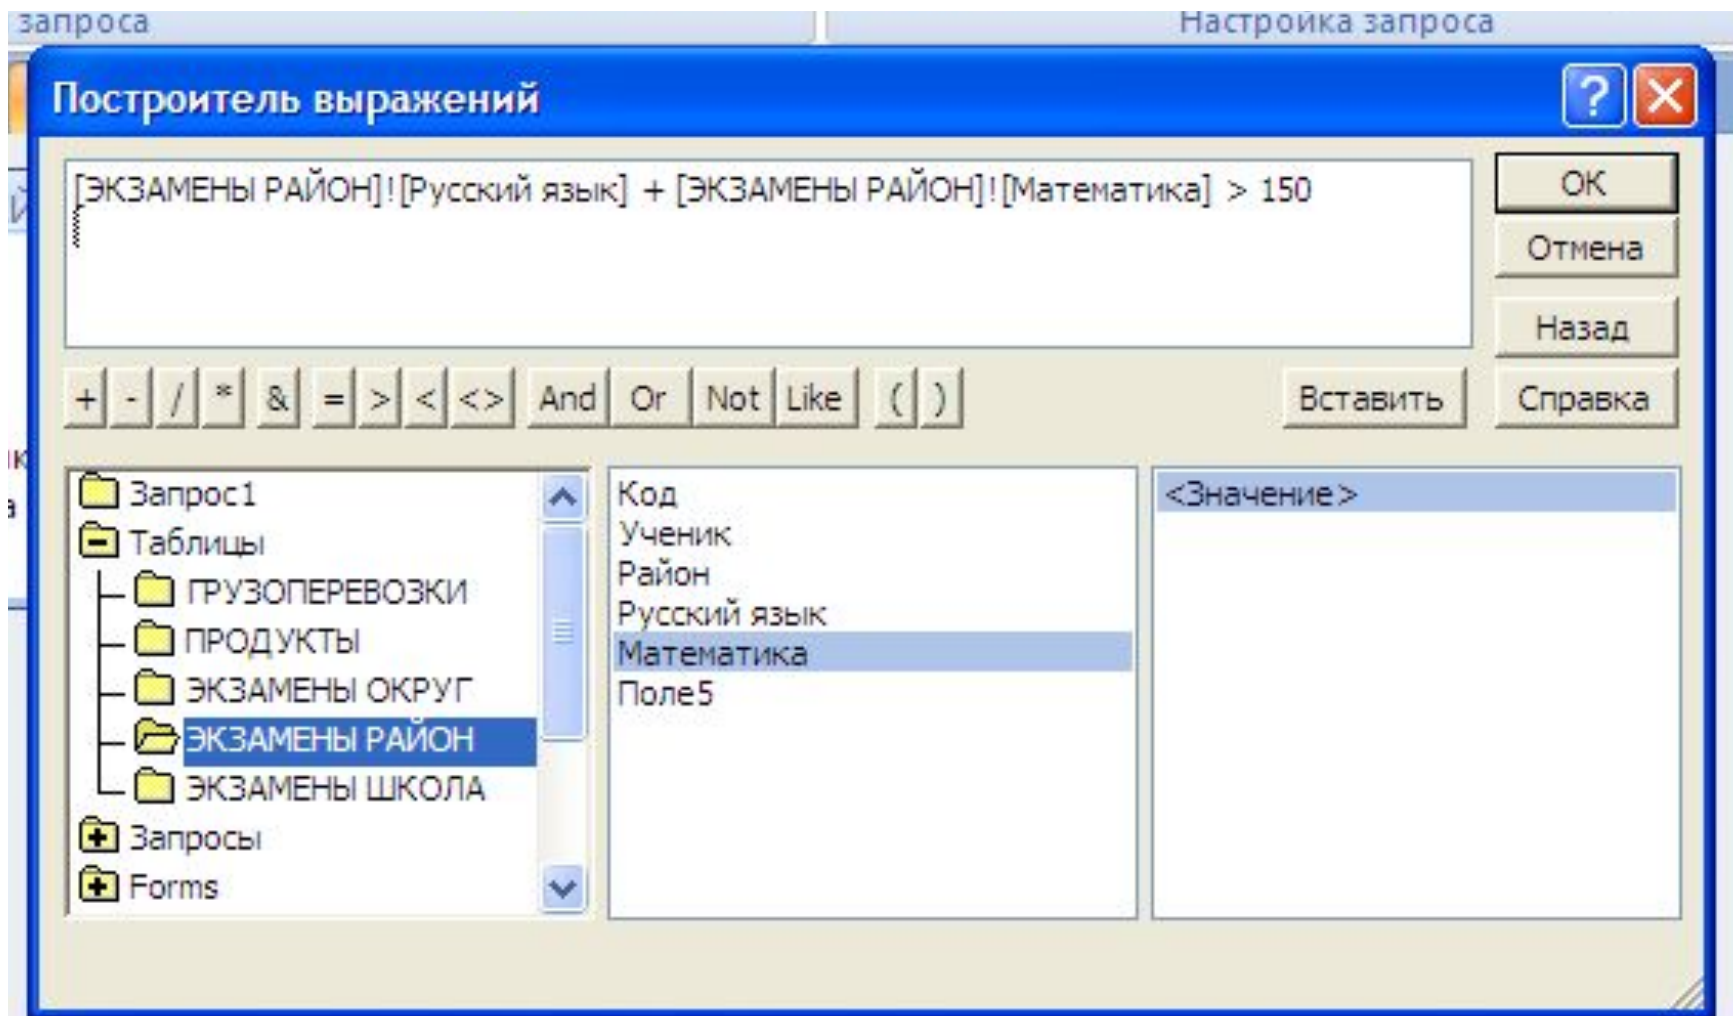 запроса
Настройка запроса
Построитель выражений
[ЭКЗАМЕНЫ РАЙОН]![Русский язык] + [ЭКЗАМЕНЫ РАЙОН]![Математика] > 150
ОК
Отмена
Назад
+ - / * & = > < <> And Or Not Like ( )
Вставить
Справка
Запрос1
Таблицы
ГРУЗОПЕРЕВОЗКИ
ПРОДУКТЫ
ЭКЗАМЕНЫ ОКРУГ
ЭКЗАМЕНЫ РАЙОН
ЭКЗАМЕНЫ ШКОЛА
Запросы
Forms
Код
Ученик
Район
Русский язык
Математика
Поле5
<Значение>